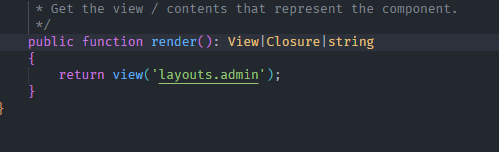 * Get the view / contents that represent the component.
*/
public function render(): View|Closure|string
{
return view('layouts.admin');
}
}